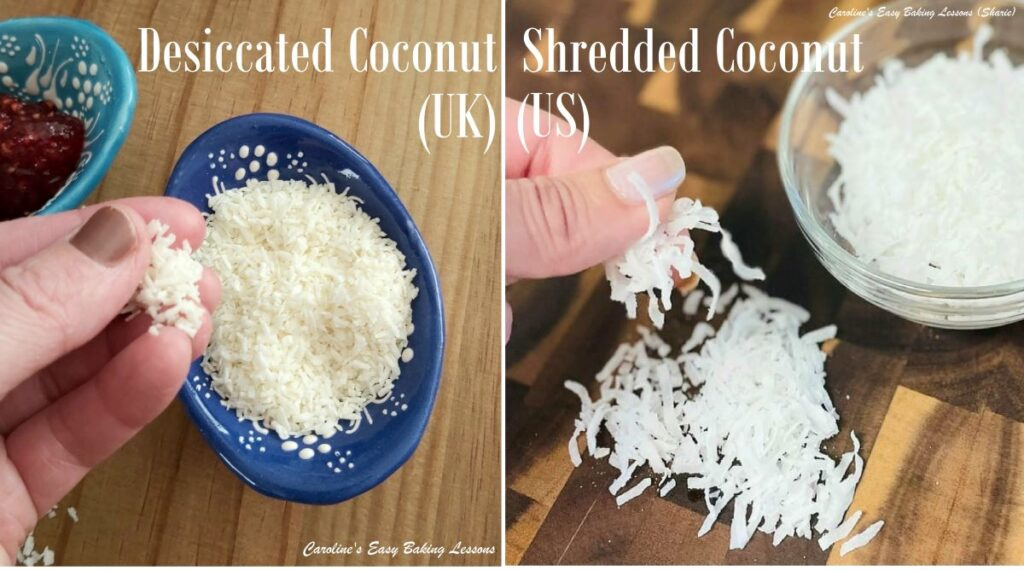 Caroline's Easy Baking Lessons (Sharie)
Desiccated Coconut
(UK)
Shredded Coconut
(US)
Caroline's Easy Baking Lessons